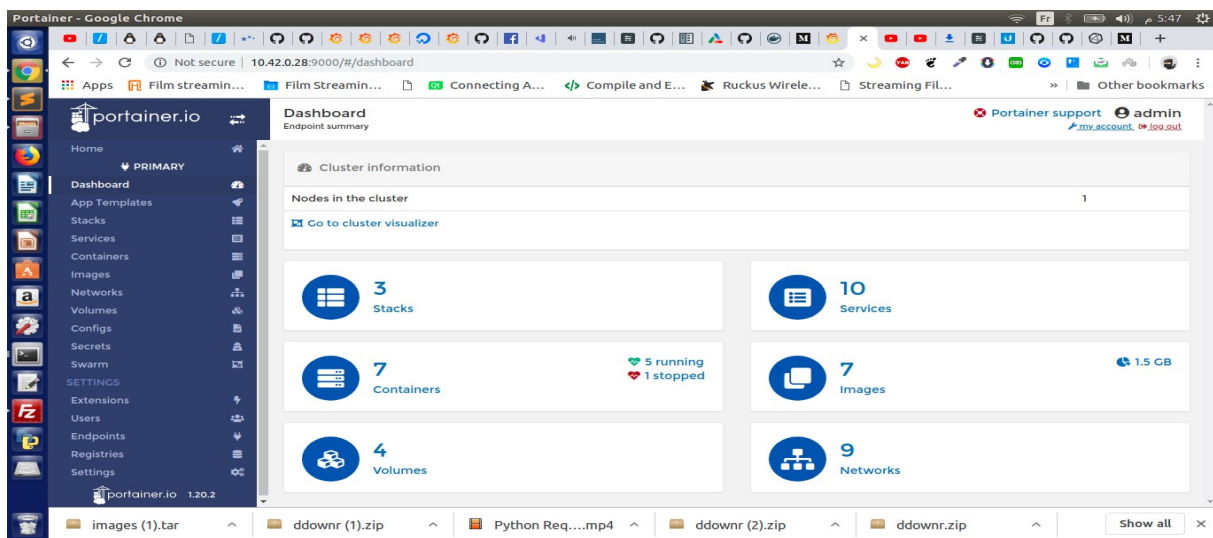 Portainer - Google Chrome
Fr
5:47 م
Not secure | 10.42.0.28:9000/#/dashboard
Apps
Film streamin...
Film Streamin...
Connecting A...
Compile and E...
Ruckus Wirele...
Streaming Fil...
»
Other bookmarks
portainer.io
Dashboard
Endpoint summary
Portainer support
admin
my account
log out
Home
PRIMARY
Dashboard
App Templates
Stacks
Services
Containers
Images
Networks
Volumes
Configs
Secrets
Swarm
SETTINGS
Extensions
Users
Endpoints
Registries
Settings
portainer.io 1.20.2
Cluster information
Nodes in the cluster 1
Go to cluster visualizer
3
Stacks
10
Services
7
Containers
5 running
1 stopped
7
Images
1.5 GB
4
Volumes
9
Networks
images (1).tar
ddownr (1).zip
Python Req....mp4
ddownr (2).zip
ddownr.zip
Show all